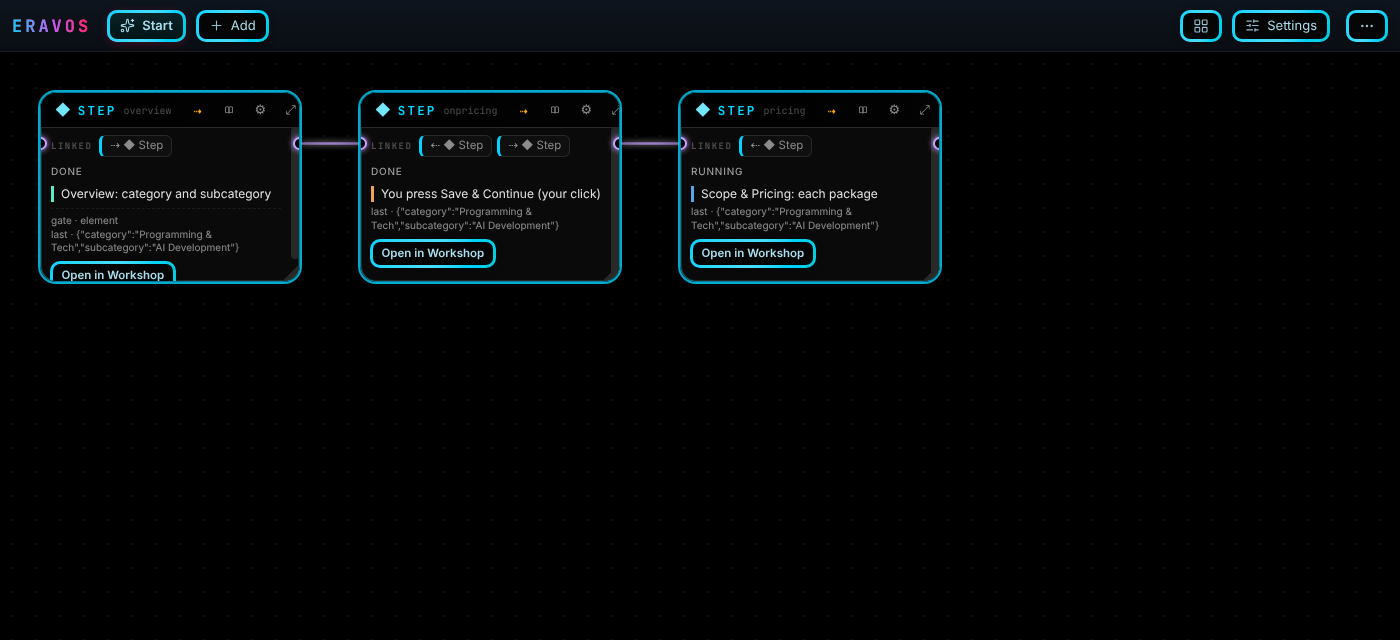 ERAVOS
Start
Add
Settings
STEP overview
LINKED
⇢ ◆ Step
DONE
Overview: category and subcategory
gate · element
last · {"category":"Programming &
Tech","subcategory":"AI Development"}
Open in Workshop
STEP onpricing
LINKED
⇠ ◆ Step
⇢ ◆ Step
DONE
You press Save & Continue (your click)
last · {"category":"Programming &
Tech","subcategory":"AI Development"}
Open in Workshop
STEP pricing
LINKED
⇠ ◆ Step
RUNNING
Scope & Pricing: each package
last · {"category":"Programming &
Tech","subcategory":"AI Development"}
Open in Workshop